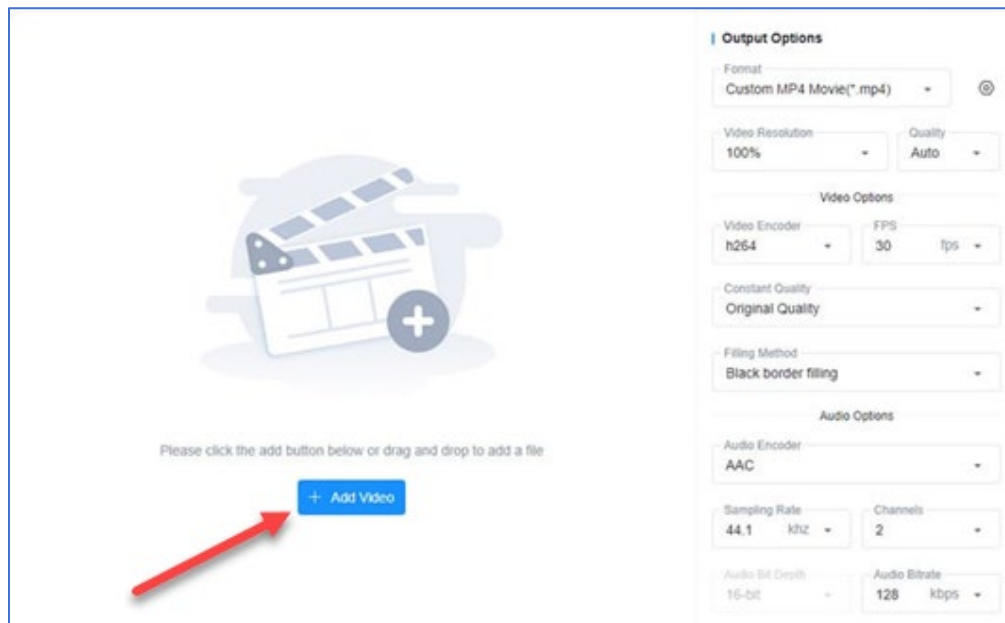 Output Options
Format
Custom MP4 Movie(*.mp4)
Video Resolution
100%
Quality
Auto
Video Options
Video Encoder
h264
FPS
30 fps
Constant Quality
Original Quality
Filling Method
Black border filling
Audio Options
Audio Encoder
AAC
Sampling Rate
44.1 khz
Channels
2
Audio Bit Depth
16-bit
Audio Bitrate
128 kbps
Please click the add button below or drag and drop to add a file
+ Add Video